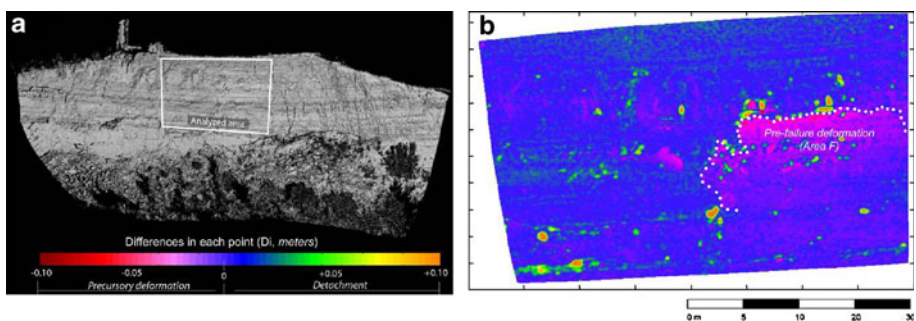 a
Analyzed area
Differences in each point (Di, meters)
-0.10 -0.05 0 +0.05 +0.10
Precursory deformation Detachment
b
Pre-failure deformation
(Area F)
0 m 5 10 20 30